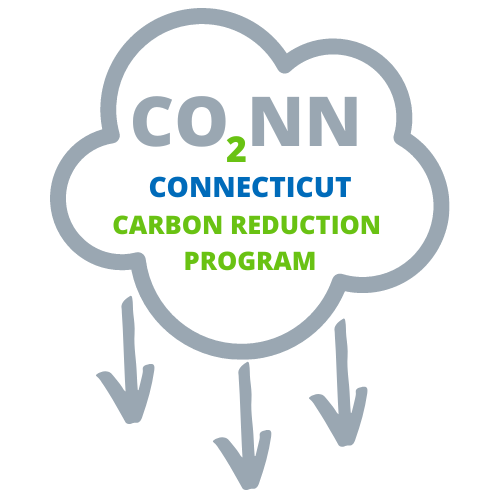 CO₂NN
CONNECTICUT
CARBON REDUCTION
PROGRAM